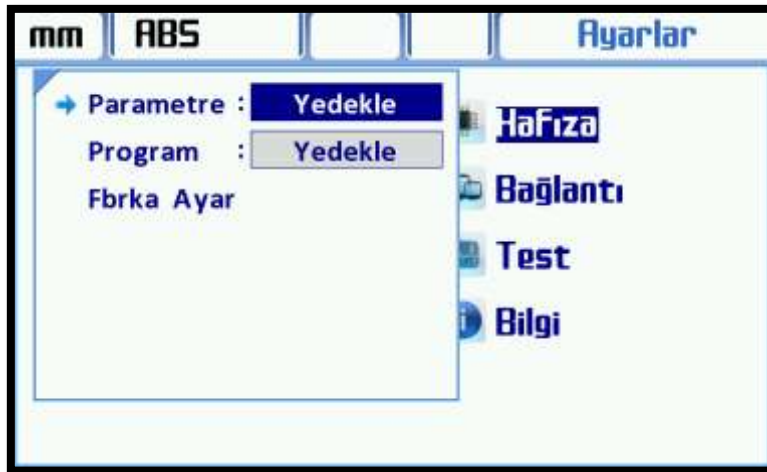 mm ABS Ayarlar
Parametre : Yedekle
Program : Yedekle
Fbrka Ayar
Hafıza
Bağlantı
Test
Bilgi